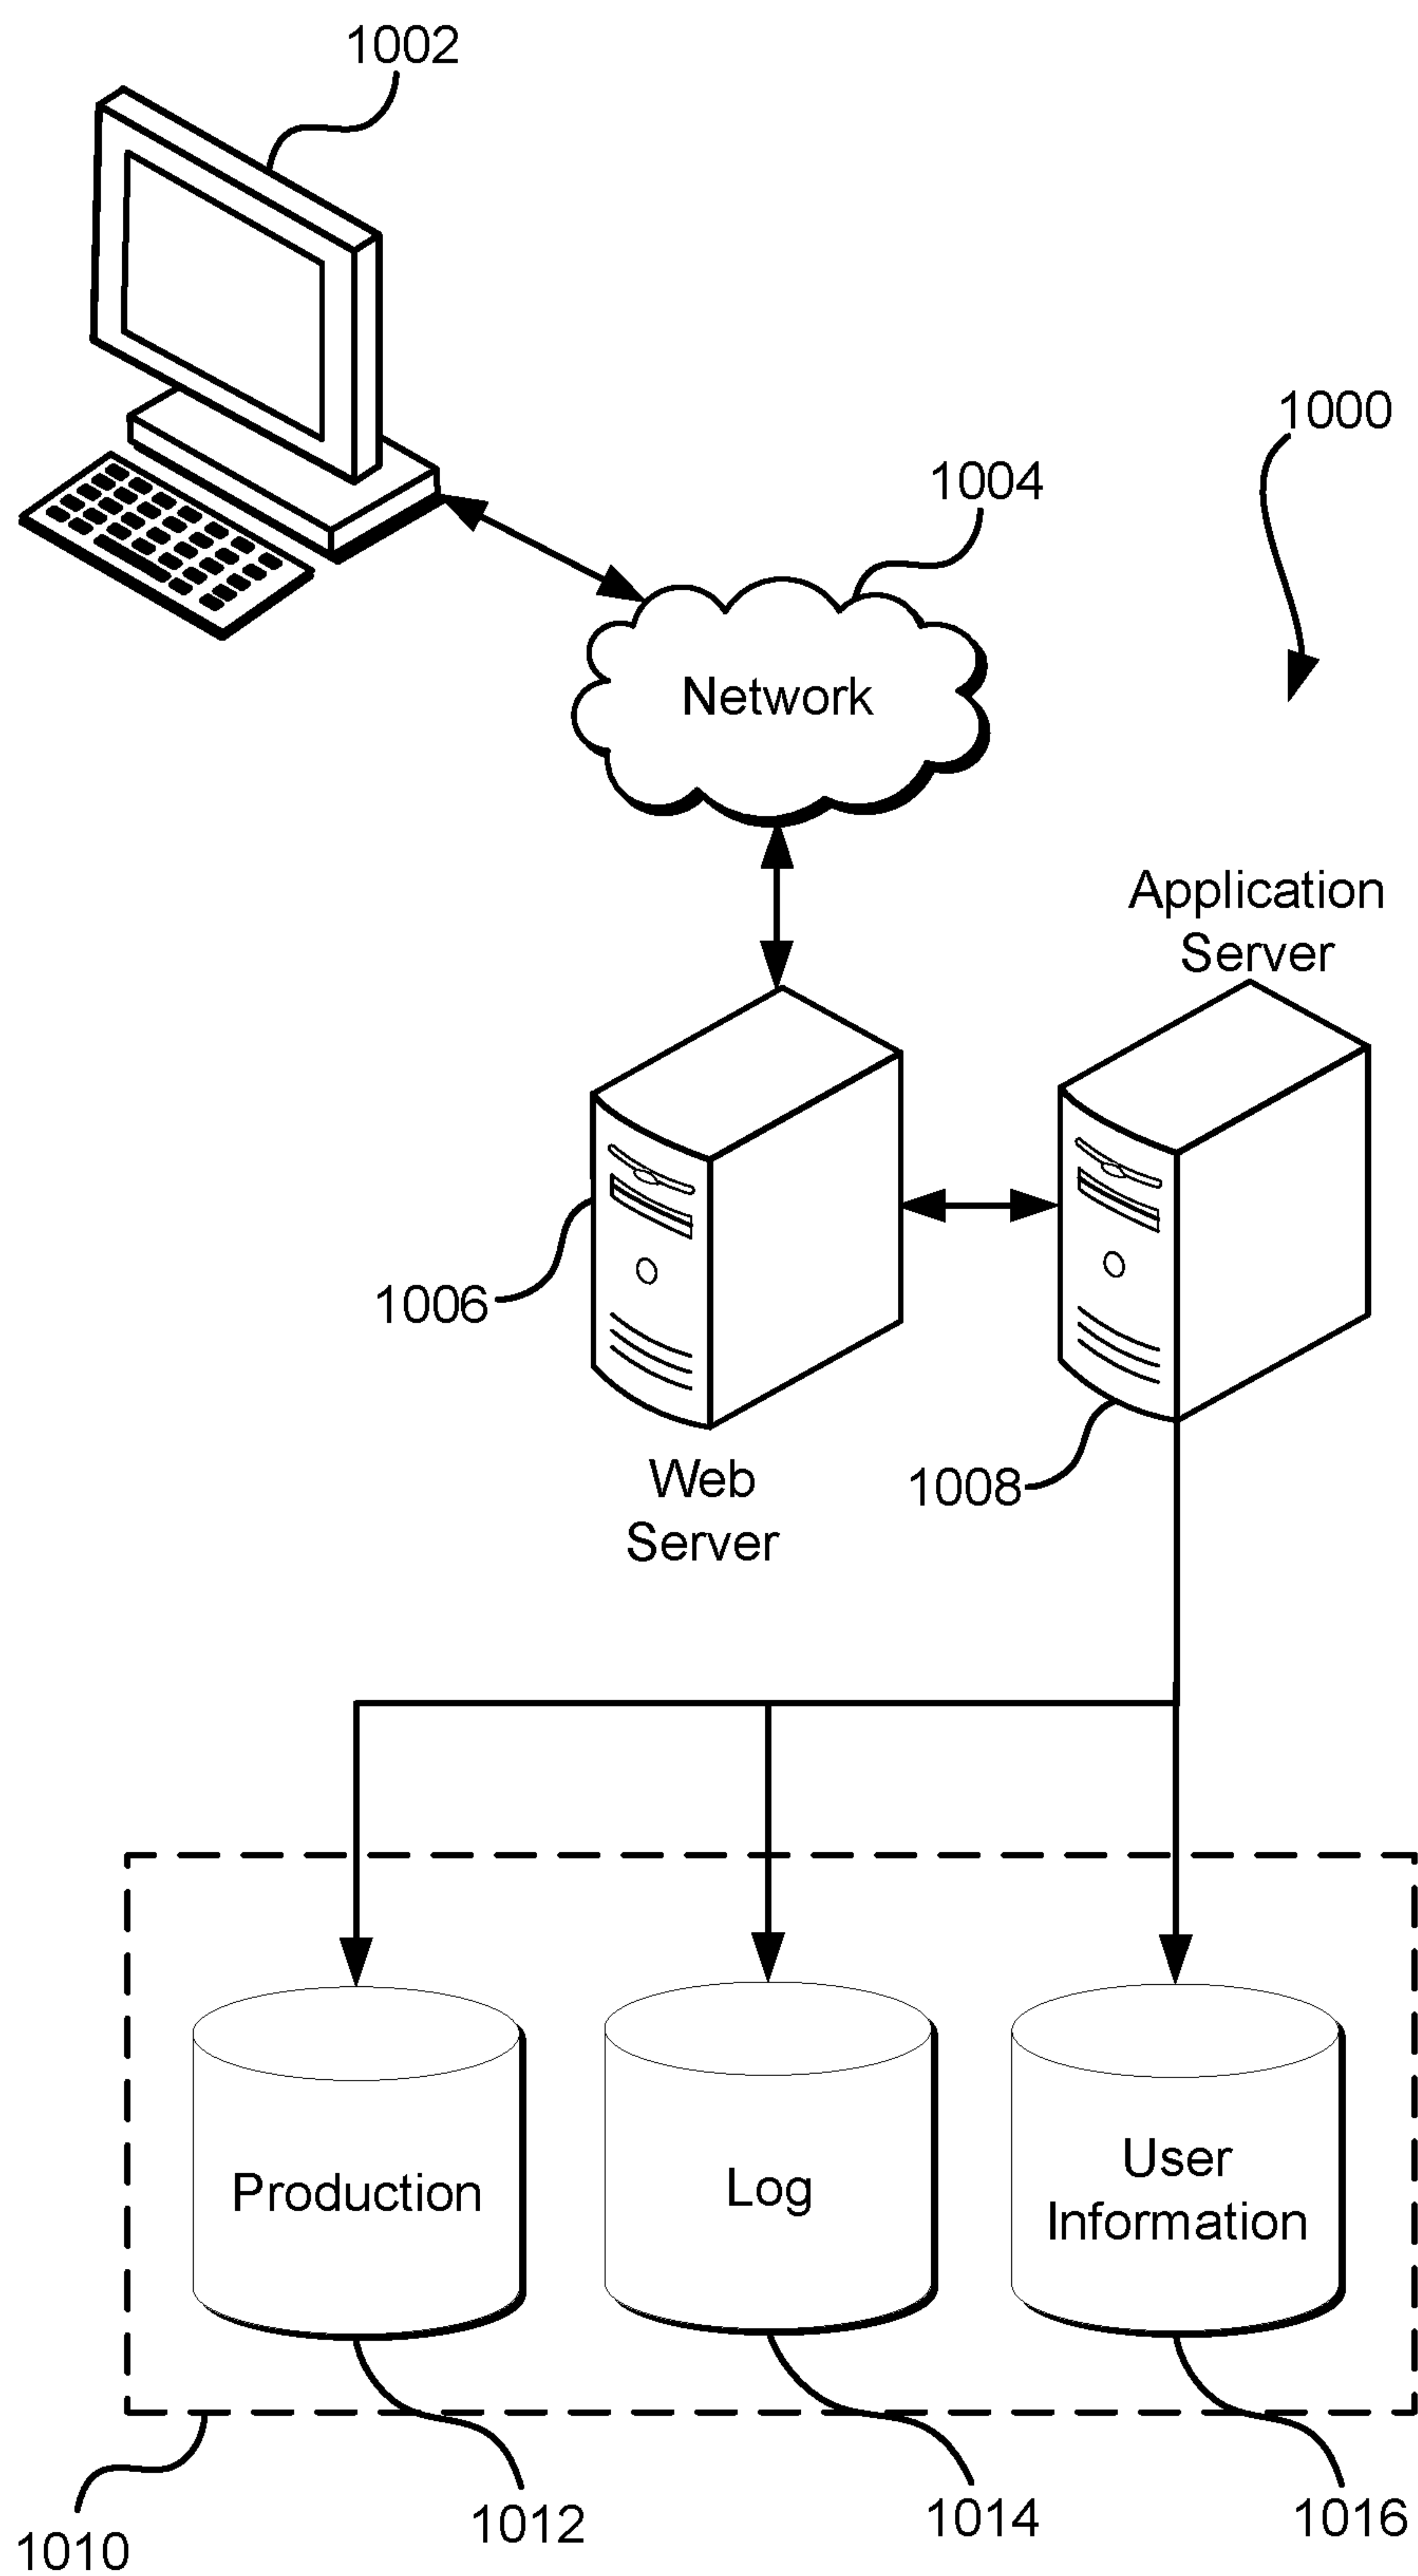 1002
1000
1004
Network
Application
Server
1006
1008
Web
Server
Production
Log
User
Information
1010
1012
1014
1016